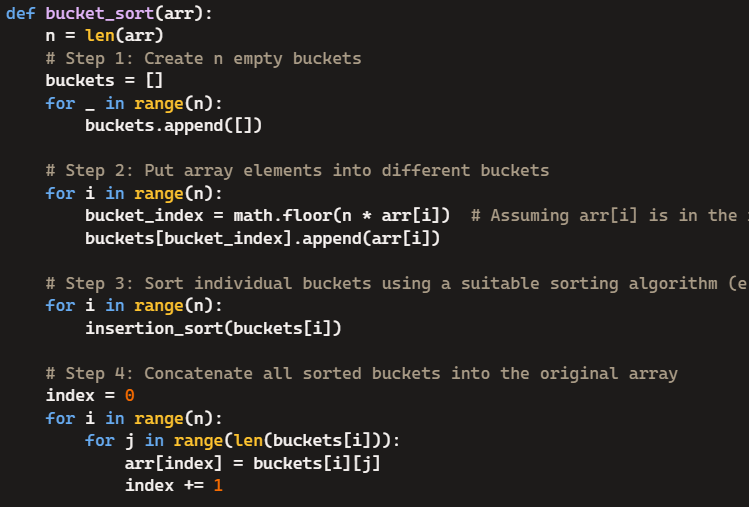 def bucket_sort(arr):
    n = len(arr)
    # Step 1: Create n empty buckets
    buckets = []
    for _ in range(n):
        buckets.append([])

    # Step 2: Put array elements into different buckets
    for i in range(n):
        bucket_index = math.floor(n * arr[i])  # Assuming arr[i] is in the
        buckets[bucket_index].append(arr[i])

    # Step 3: Sort individual buckets using a suitable sorting algorithm (e
    for i in range(n):
        insertion_sort(buckets[i])

    # Step 4: Concatenate all sorted buckets into the original array
    index = 0
    for i in range(n):
        for j in range(len(buckets[i])):
            arr[index] = buckets[i][j]
            index += 1